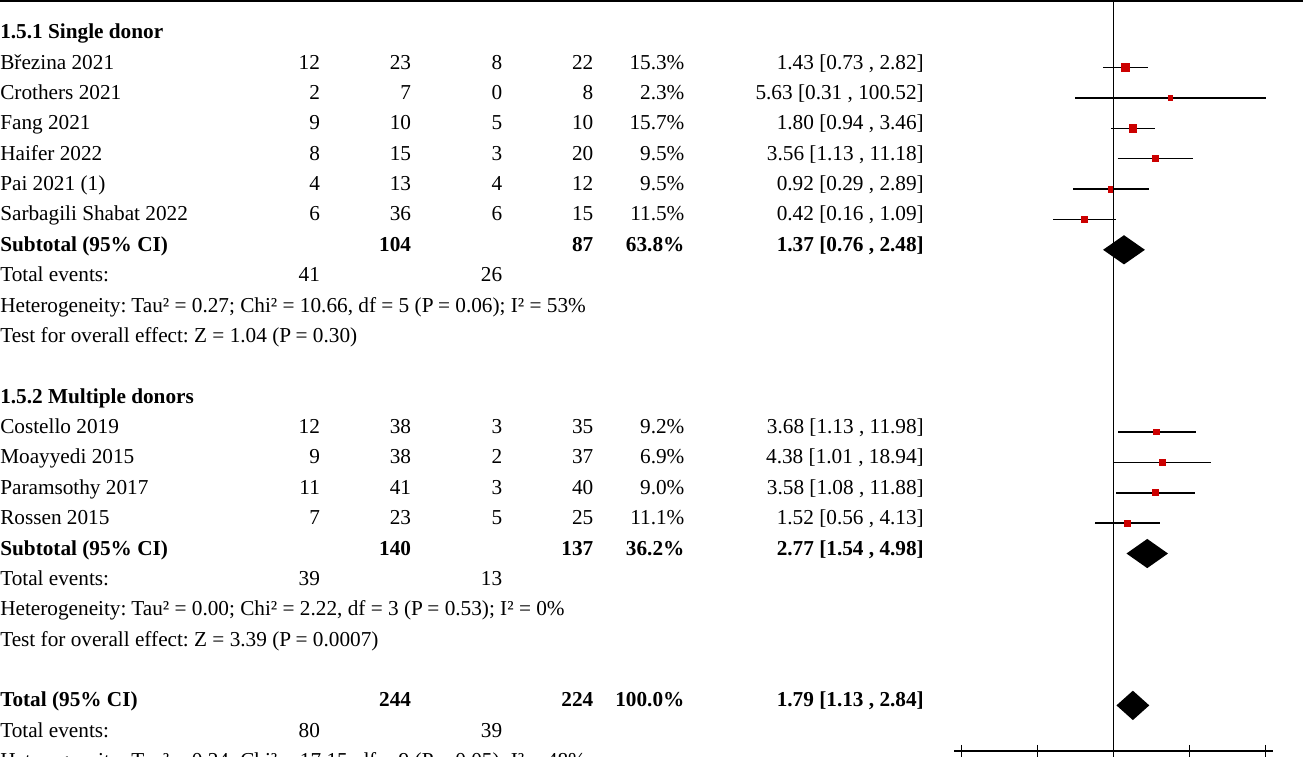 1.5.1 Single donor
Březina 2021 12 23 8 22 15.3% 1.43 [0.73 , 2.82]
Crothers 2021 2 7 0 8 2.3% 5.63 [0.31 , 100.52]
Fang 2021 9 10 5 10 15.7% 1.80 [0.94 , 3.46]
Haifer 2022 8 15 3 20 9.5% 3.56 [1.13 , 11.18]
Pai 2021 (1) 4 13 4 12 9.5% 0.92 [0.29 , 2.89]
Sarbagili Shabat 2022 6 36 6 15 11.5% 0.42 [0.16 , 1.09]
Subtotal (95% CI) 104 87 63.8% 1.37 [0.76 , 2.48]
Total events: 41 26
Heterogeneity: Tau² = 0.27; Chi² = 10.66, df = 5 (P = 0.06); I² = 53%
Test for overall effect: Z = 1.04 (P = 0.30)
1.5.2 Multiple donors
Costello 2019 12 38 3 35 9.2% 3.68 [1.13 , 11.98]
Moayyedi 2015 9 38 2 37 6.9% 4.38 [1.01 , 18.94]
Paramsothy 2017 11 41 3 40 9.0% 3.58 [1.08 , 11.88]
Rossen 2015 7 23 5 25 11.1% 1.52 [0.56 , 4.13]
Subtotal (95% CI) 140 137 36.2% 2.77 [1.54 , 4.98]
Total events: 39 13
Heterogeneity: Tau² = 0.00; Chi² = 2.22, df = 3 (P = 0.53); I² = 0%
Test for overall effect: Z = 3.39 (P = 0.0007)
Total (95% CI) 244 224 100.0% 1.79 [1.13 , 2.84]
Total events: 80 39